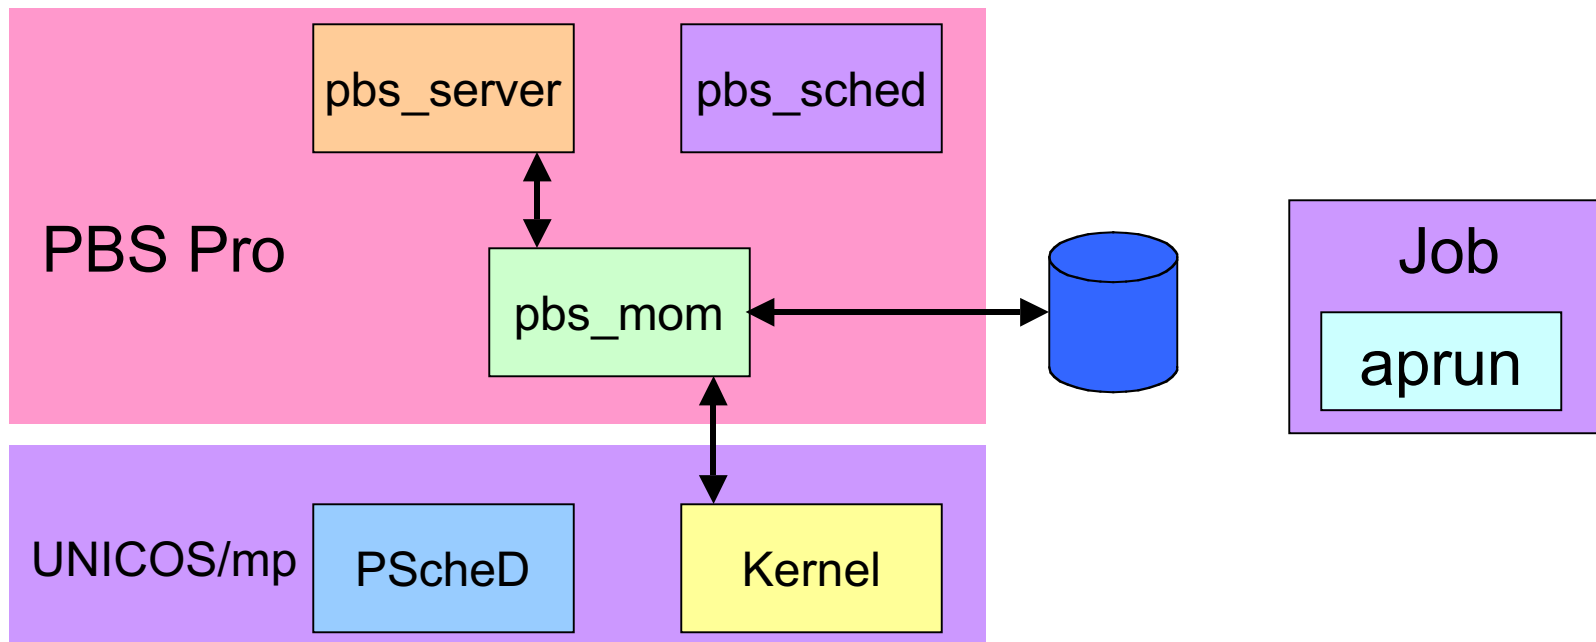 pbs_server
pbs_sched
PBS Pro
pbs_mom
Job
aprun
UNICOS/mp
PScheD
Kernel